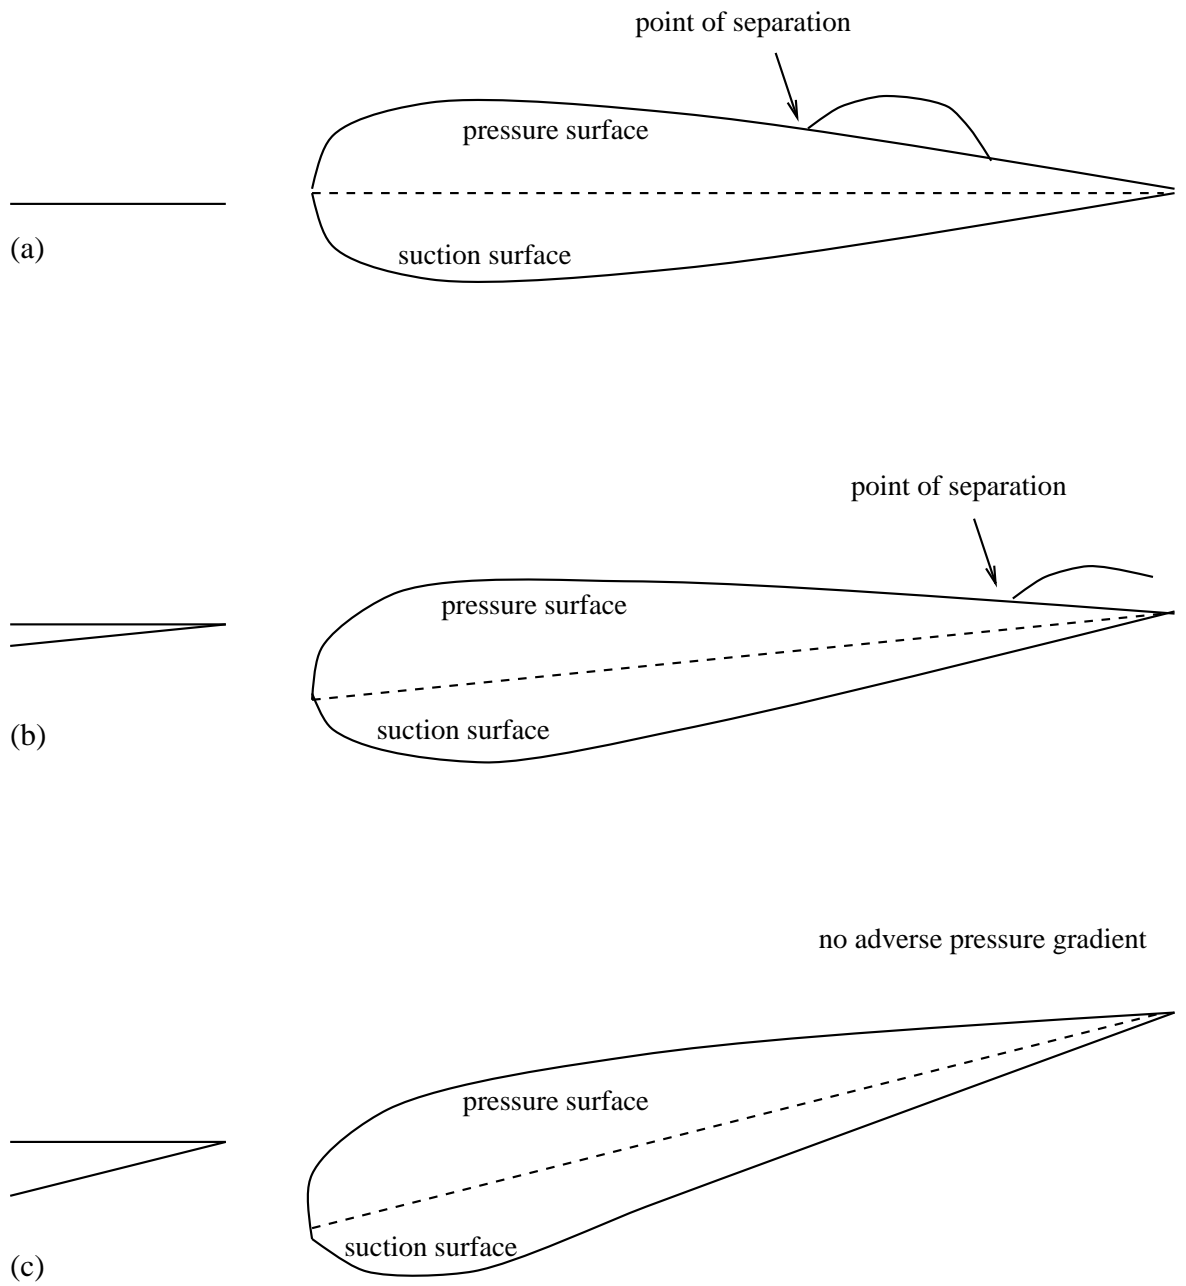 point of separation
pressure surface
suction surface
(a)
point of separation
pressure surface
suction surface
(b)
no adverse pressure gradient
pressure surface
suction surface
(c)